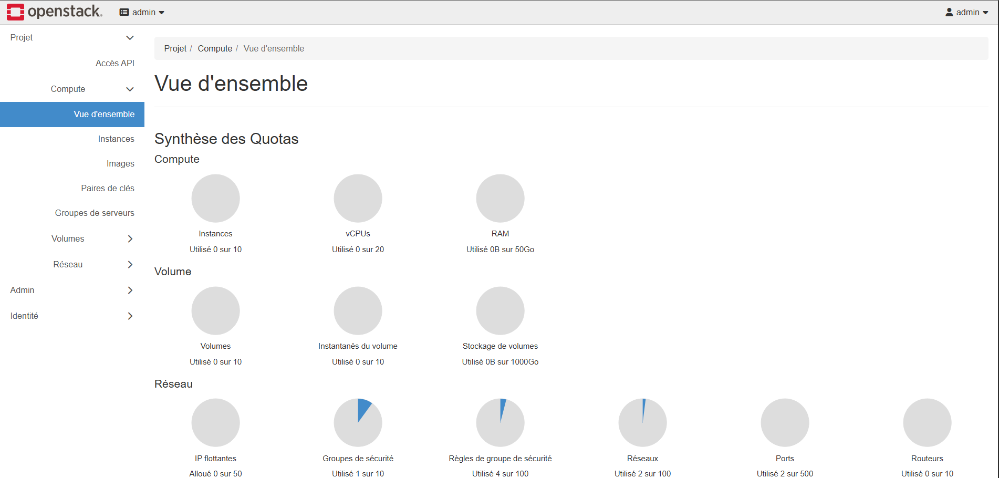 openstack.
admin
admin
Projet
Accès API
Compute
Vue d'ensemble
Instances
Images
Paires de clés
Groupes de serveurs
Volumes
Réseau
Admin
Identité
Projet / Compute / Vue d'ensemble
Vue d'ensemble
Synthèse des Quotas
Compute
Instances
Utilisé 0 sur 10
vCPUs
Utilisé 0 sur 20
RAM
Utilisé 0B sur 50Go
Volume
Volumes
Utilisé 0 sur 10
Instantanés du volume
Utilisé 0 sur 10
Stockage de volumes
Utilisé 0B sur 1000Go
Réseau
IP flottantes
Alloué 0 sur 50
Groupes de sécurité
Utilisé 1 sur 10
Règles de groupe de sécurité
Utilisé 4 sur 100
Réseaux
Utilisé 2 sur 100
Ports
Utilisé 2 sur 500
Routeurs
Utilisé 0 sur 10